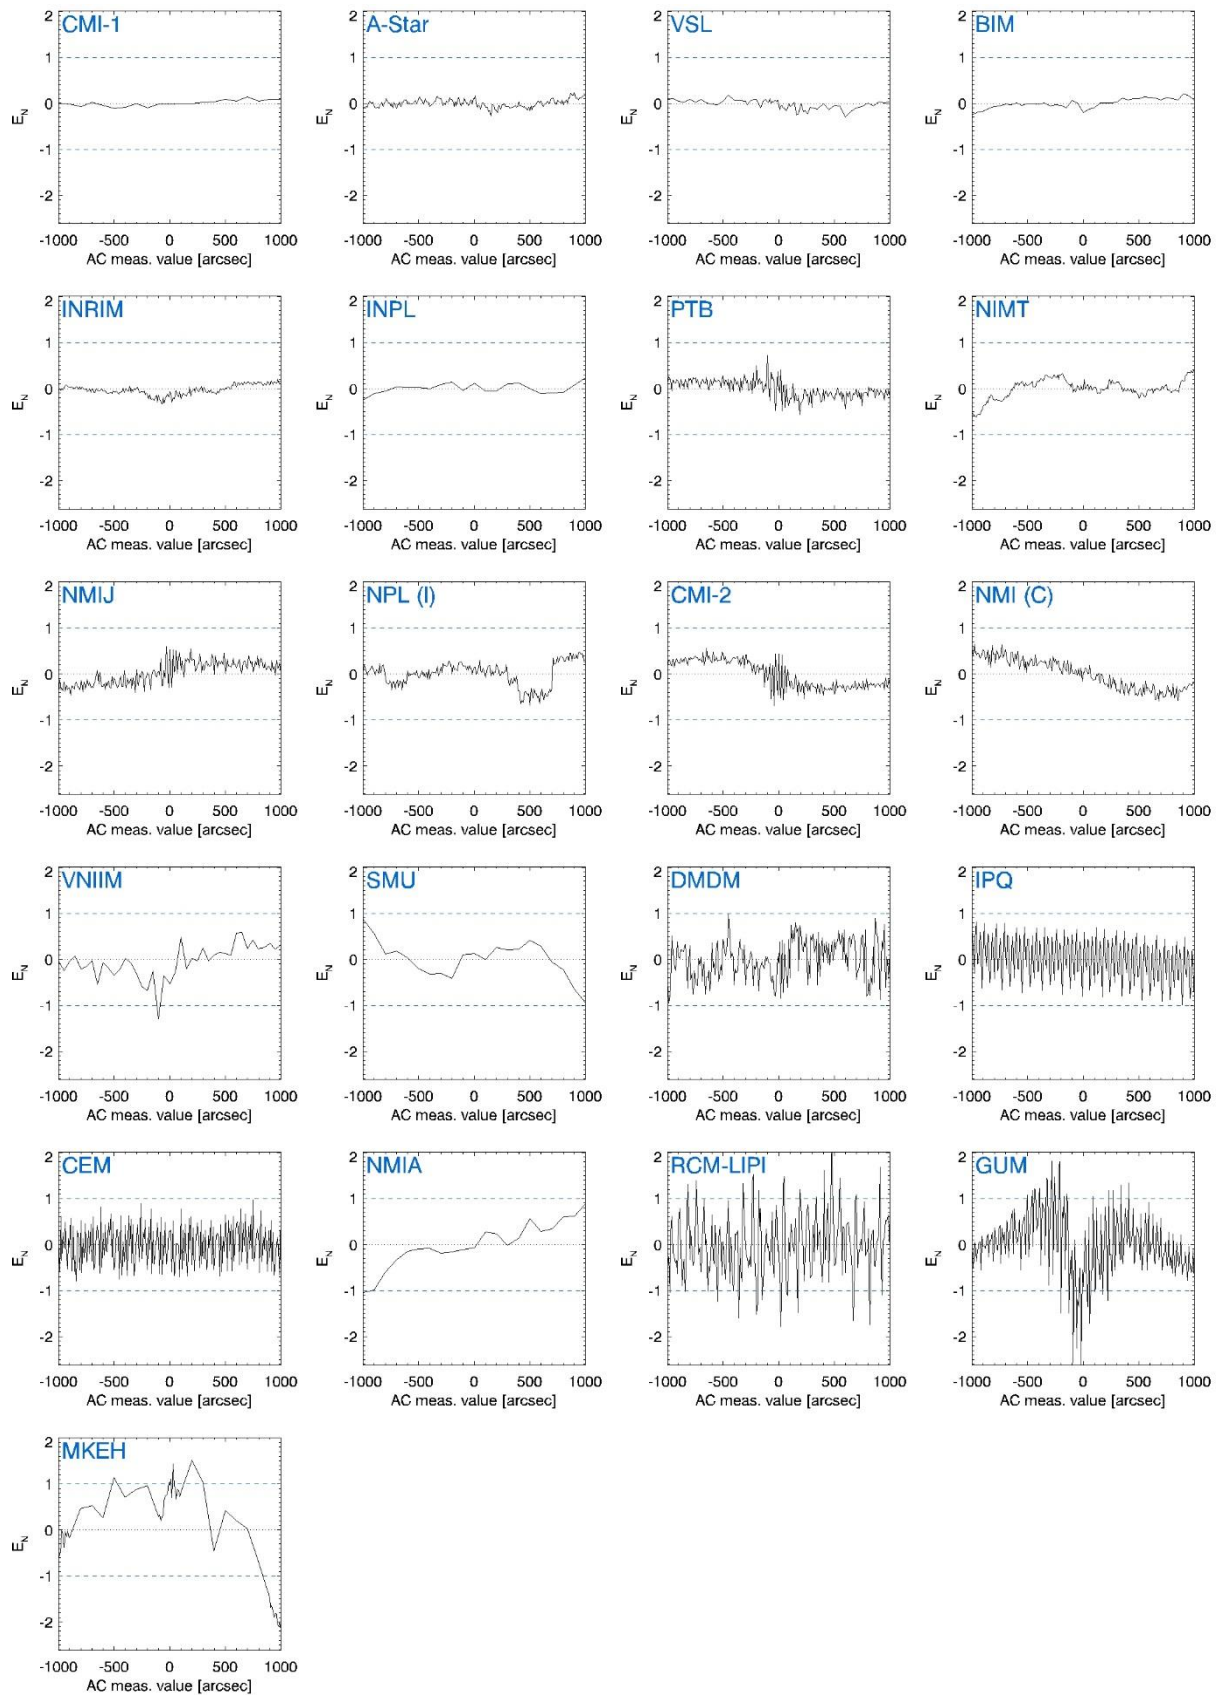 2 CMI-1 2 A-Star 2 VSL 2 BIM
1 1 1 1
E_N 0 E_N 0 E_N 0 E_N 0
-1 -1 -1 -1
-2 -2 -2 -2
-1000 -500 0 500 1000 -1000 -500 0 500 1000 -1000 -500 0 500 1000 -1000 -500 0 500 1000
AC meas. value [arcsec] AC meas. value [arcsec] AC meas. value [arcsec] AC meas. value [arcsec]
2 INRIM 2 INPL 2 PTB 2 NIMT
1 1 1 1
E_N 0 E_N 0 E_N 0 E_N 0
-1 -1 -1 -1
-2 -2 -2 -2
-1000 -500 0 500 1000 -1000 -500 0 500 1000 -1000 -500 0 500 1000 -1000 -500 0 500 1000
AC meas. value [arcsec] AC meas. value [arcsec] AC meas. value [arcsec] AC meas. value [arcsec]
2 NMIJ 2 NPL (I) 2 CMI-2 2 NMI (C)
1 1 1 1
E_N 0 E_N 0 E_N 0 E_N 0
-1 -1 -1 -1
-2 -2 -2 -2
-1000 -500 0 500 1000 -1000 -500 0 500 1000 -1000 -500 0 500 1000 -1000 -500 0 500 1000
AC meas. value [arcsec] AC meas. value [arcsec] AC meas. value [arcsec] AC meas. value [arcsec]
2 VNIIM 2 SMU 2 DMDM 2 IPQ
1 1 1 1
E_N 0 E_N 0 E_N 0 E_N 0
-1 -1 -1 -1
-2 -2 -2 -2
-1000 -500 0 500 1000 -1000 -500 0 500 1000 -1000 -500 0 500 1000 -1000 -500 0 500 1000
AC meas. value [arcsec] AC meas. value [arcsec] AC meas. value [arcsec] AC meas. value [arcsec]
2 CEM 2 NMIA 2 RCM-LIPI 2 GUM
1 1 1 1
E_N 0 E_N 0 E_N 0 E_N 0
-1 -1 -1 -1
-2 -2 -2 -2
-1000 -500 0 500 1000 -1000 -500 0 500 1000 -1000 -500 0 500 1000 -1000 -500 0 500 1000
AC meas. value [arcsec] AC meas. value [arcsec] AC meas. value [arcsec] AC meas. value [arcsec]
2 MKEH
1
E_N 0
-1
-2
-1000 -500 0 500 1000
AC meas. value [arcsec]